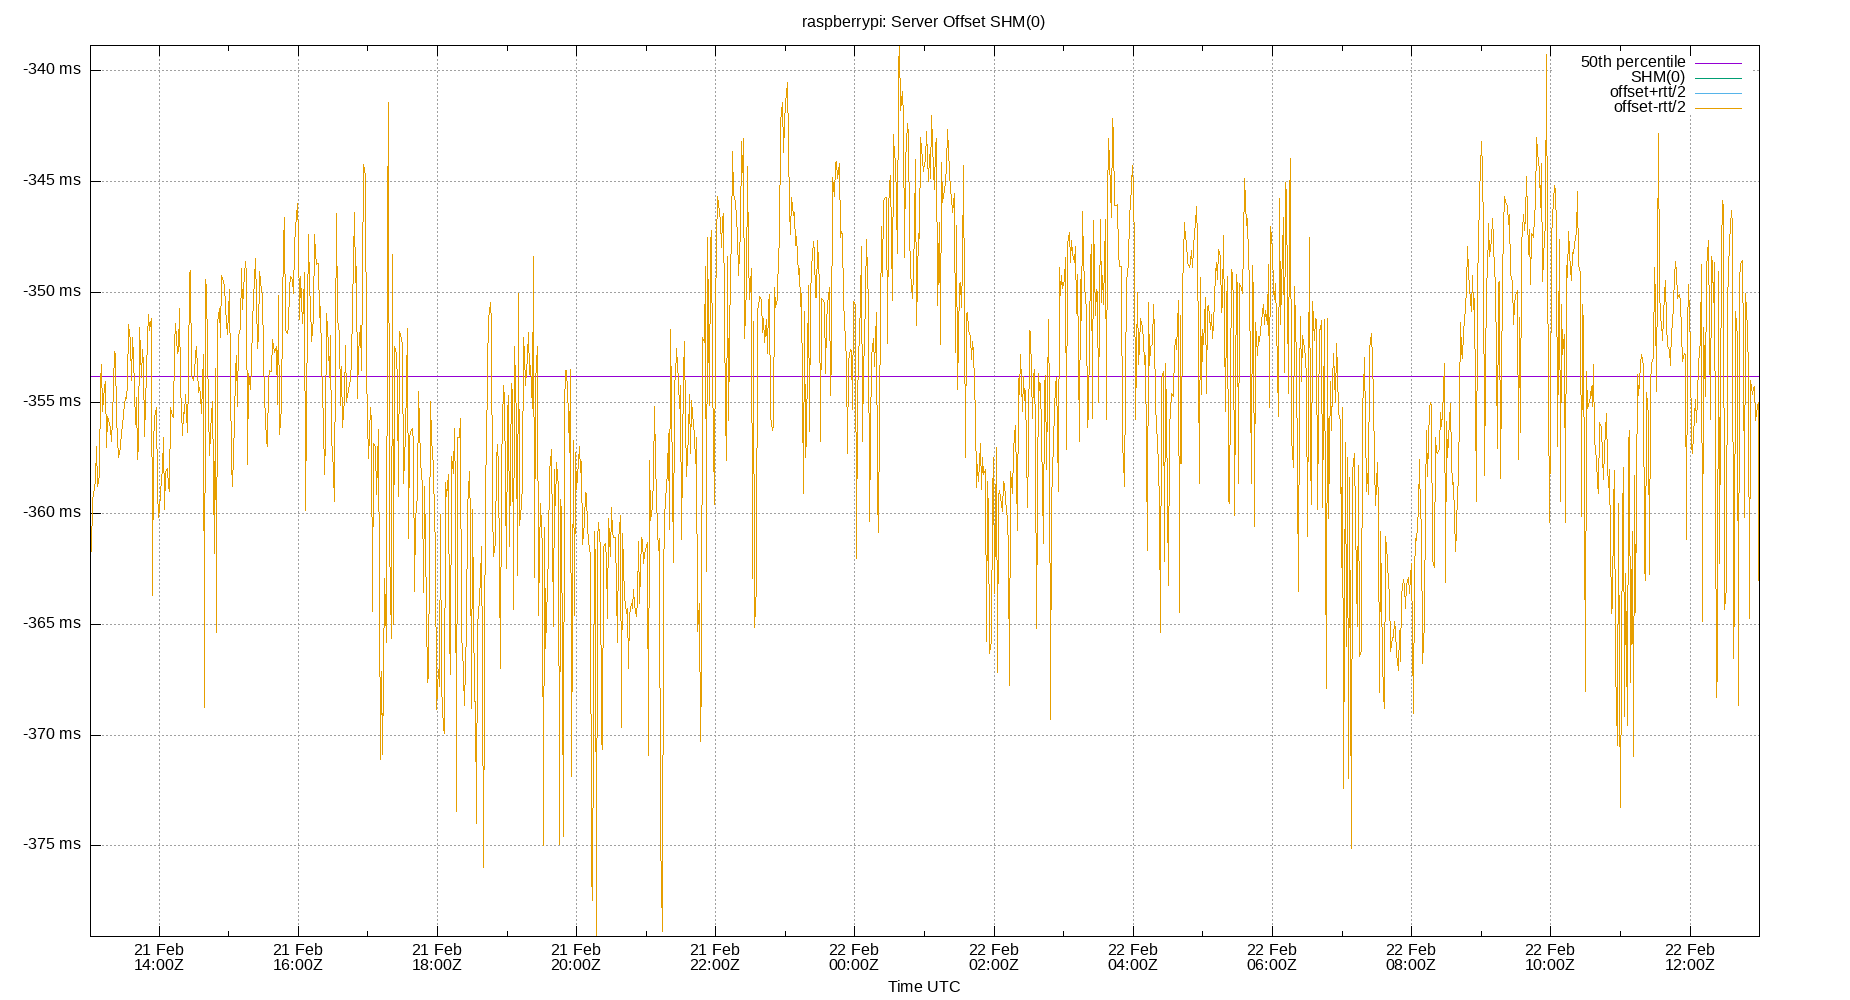 raspberrypi: Server Offset SHM(0)
-340 ms
-345 ms
-350 ms
-355 ms
-360 ms
-365 ms
-370 ms
-375 ms
50th percentile
SHM(0)
offset+rtt/2
offset-rtt/2
21 Feb
14:00Z
21 Feb
16:00Z
21 Feb
18:00Z
21 Feb
20:00Z
21 Feb
22:00Z
22 Feb
00:00Z
22 Feb
02:00Z
22 Feb
04:00Z
22 Feb
06:00Z
22 Feb
08:00Z
22 Feb
10:00Z
22 Feb
12:00Z
Time UTC